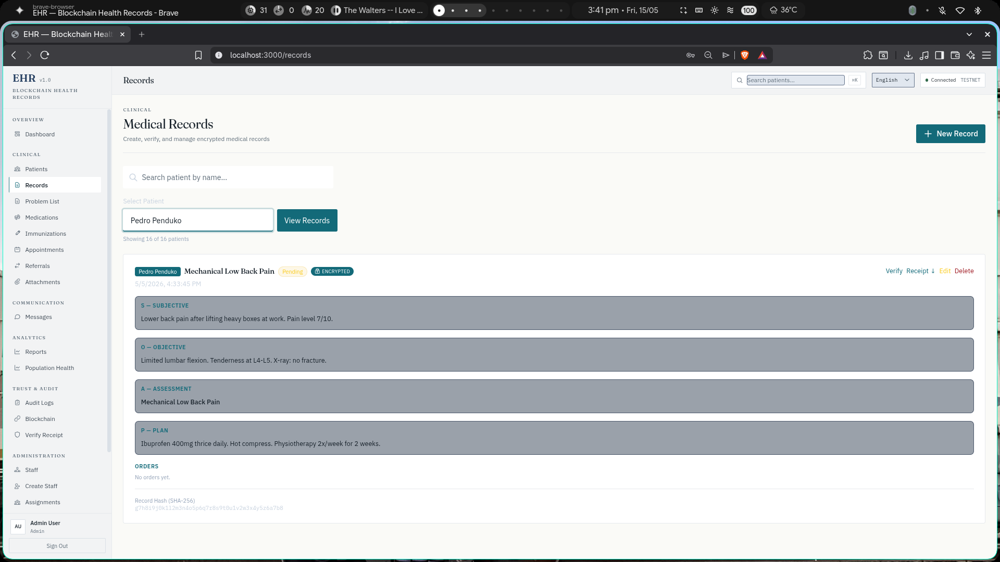 brave-browser
EHR — Blockchain Health Records - Brave
31
0
20
The Walters -- I Love ...
3:41 pm • Fri, 15/05
100
36°C
EHR — Blockchain Healt
localhost:3000/records
EHR v1.0
BLOCKCHAIN HEALTH
RECORDS
OVERVIEW
Dashboard
CLINICAL
Patients
Records
Problem List
Medications
Immunizations
Appointments
Referrals
Attachments
COMMUNICATION
Messages
ANALYTICS
Reports
Population Health
TRUST & AUDIT
Audit Logs
Blockchain
Verify Receipt
ADMINISTRATION
Staff
Create Staff
Assignments
AU
Admin User
Admin
Sign Out
Records
Search patients...
⌘K
English
Connected TESTNET
CLINICAL
Medical Records
Create, verify, and manage encrypted medical records
+ New Record
Search patient by name...
Select Patient
Pedro Penduko
View Records
Showing 16 of 16 patients
Pedro Penduko Mechanical Low Back Pain Pending ENCRYPTED
Verify Receipt ↓ Edit Delete
5/5/2026, 4:33:45 PM
S — SUBJECTIVE
Lower back pain after lifting heavy boxes at work. Pain level 7/10.
O — OBJECTIVE
Limited lumbar flexion. Tenderness at L4-L5. X-ray: no fracture.
A — ASSESSMENT
Mechanical Low Back Pain
P — PLAN
Ibuprofen 400mg thrice daily. Hot compress. Physiotherapy 2x/week for 2 weeks.
ORDERS
No orders yet.
Record Hash (SHA-256)
g7h8i9j0k1l2m3n4o5p6q7r8s9t0u1v2w3x4y5z6a7b8